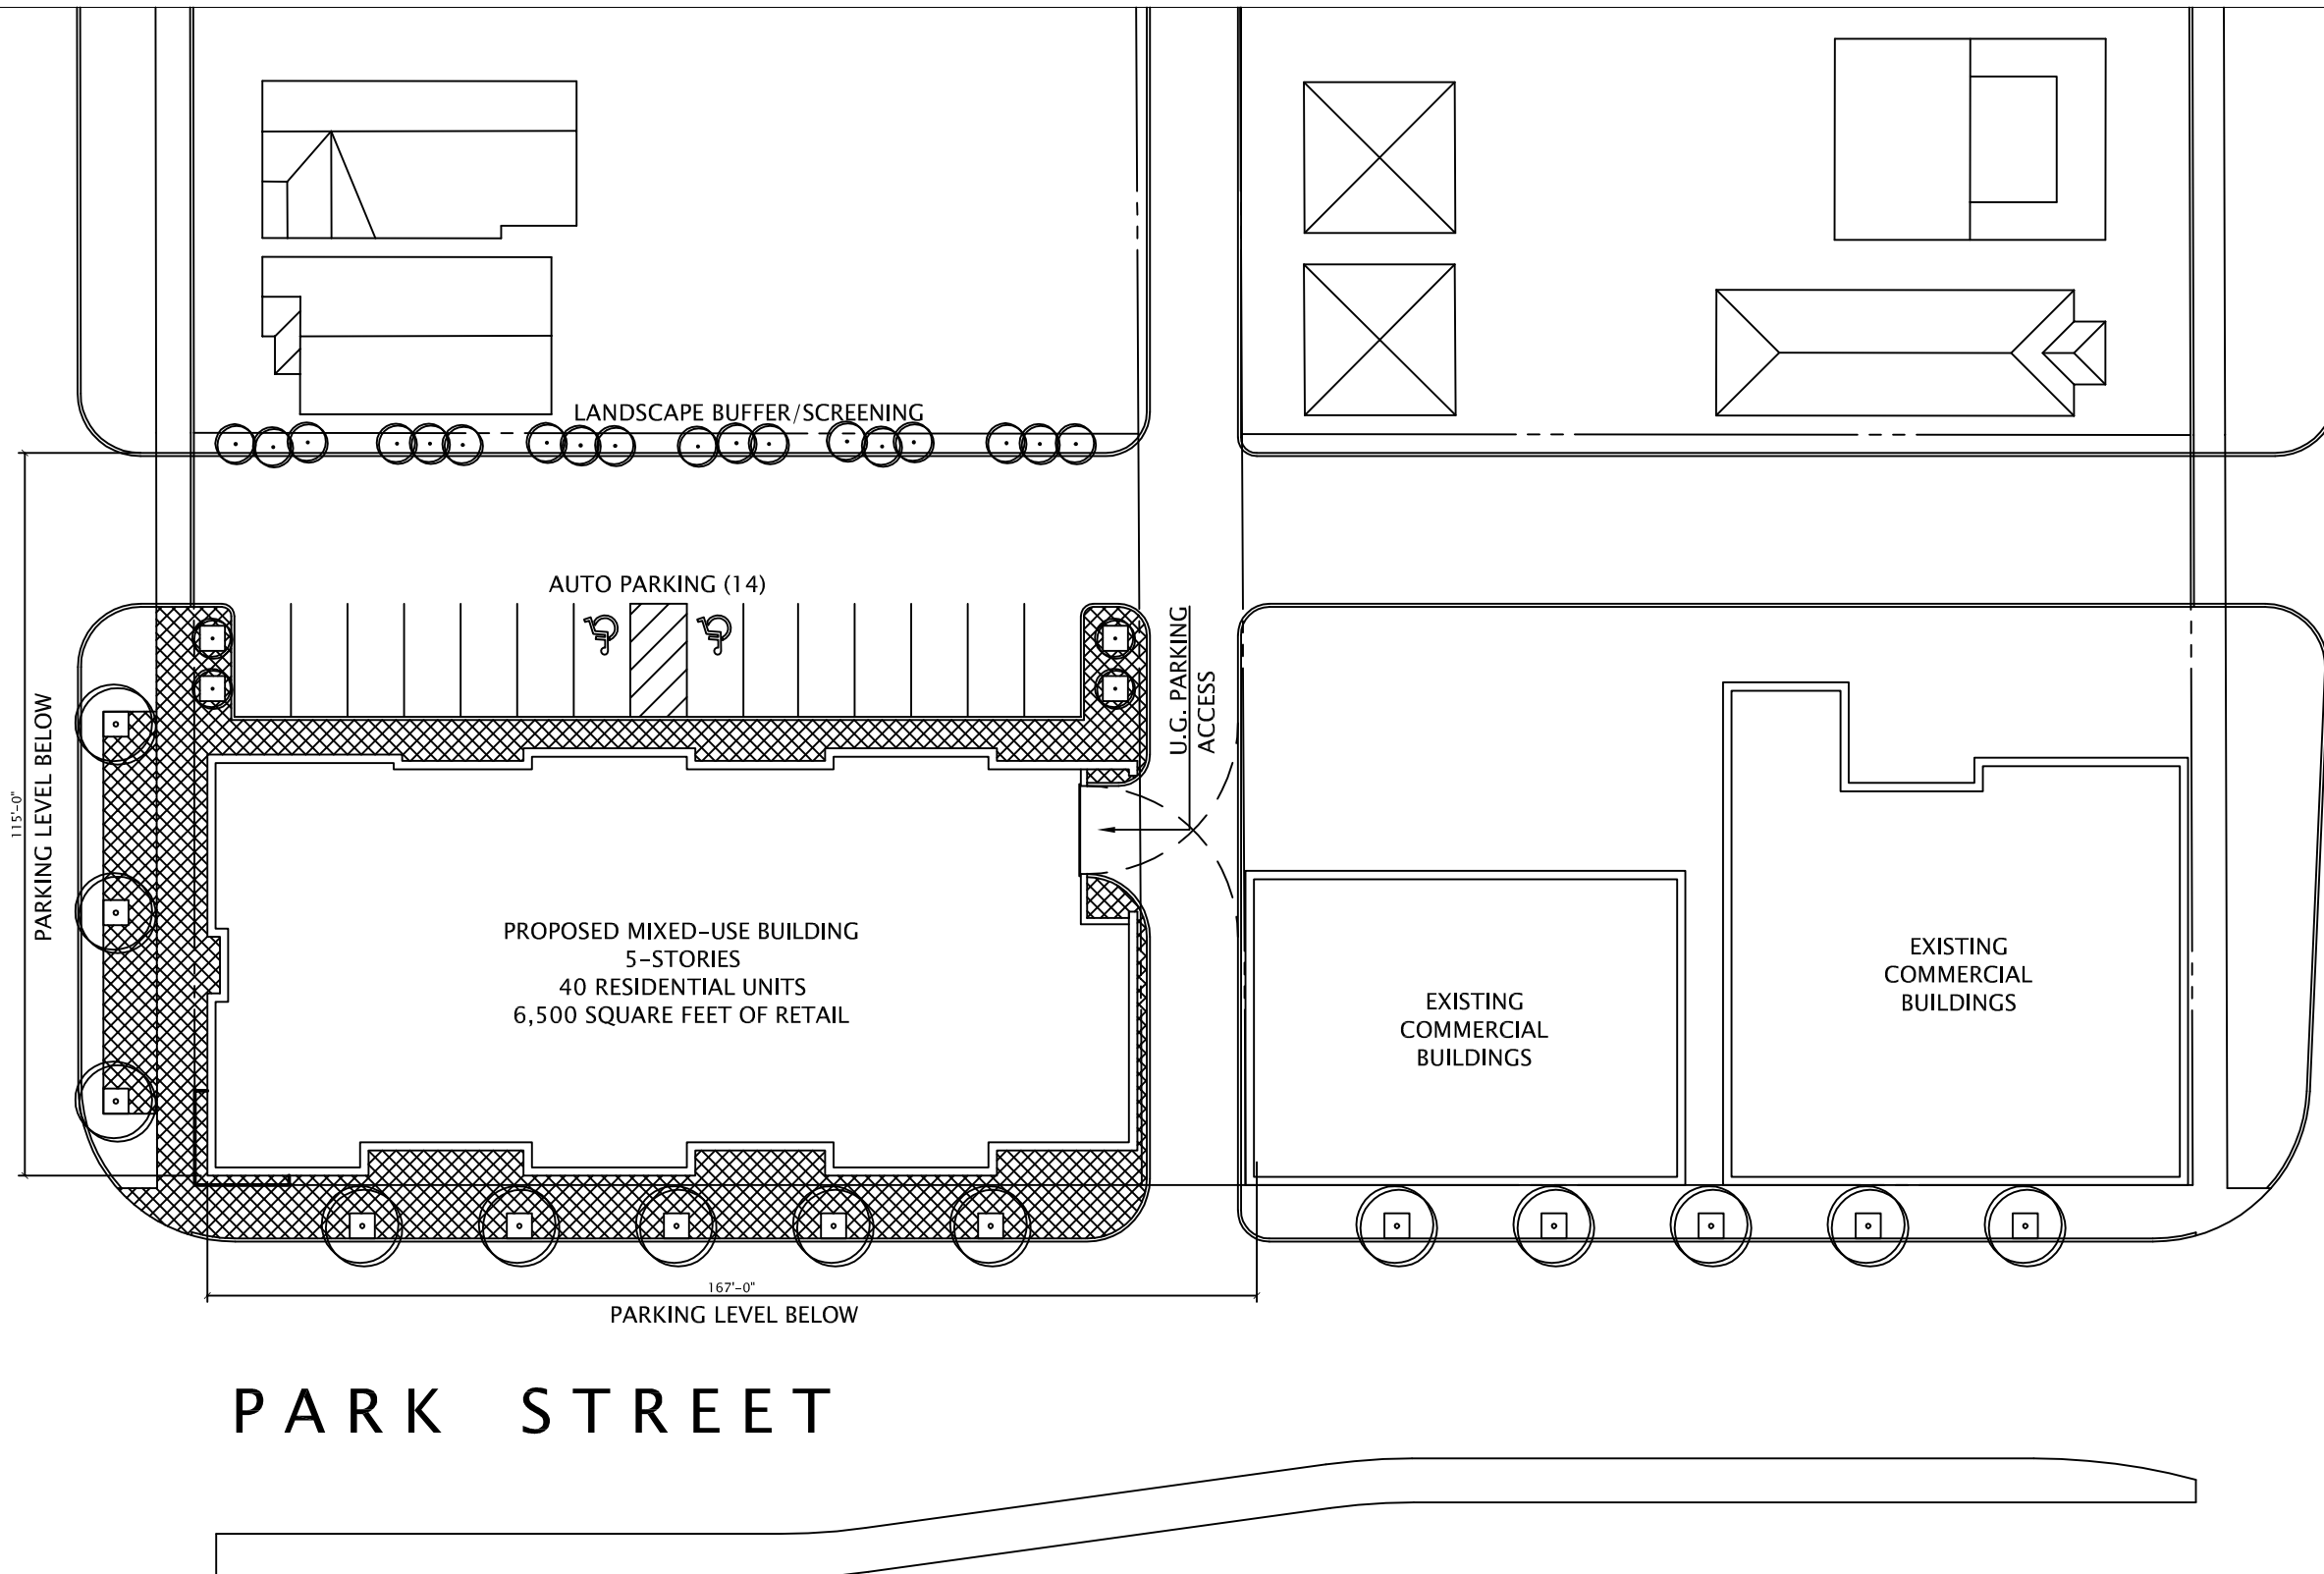 LANDSCAPE BUFFER/SCREENING
AUTO PARKING (14)
U.G. PARKING
ACCESS
115'-0"
PARKING LEVEL BELOW
PROPOSED MIXED-USE BUILDING
5-STORIES
40 RESIDENTIAL UNITS
6,500 SQUARE FEET OF RETAIL
EXISTING
COMMERCIAL
BUILDINGS
EXISTING
COMMERCIAL
BUILDINGS
167'-0"
PARKING LEVEL BELOW
PARK STREET